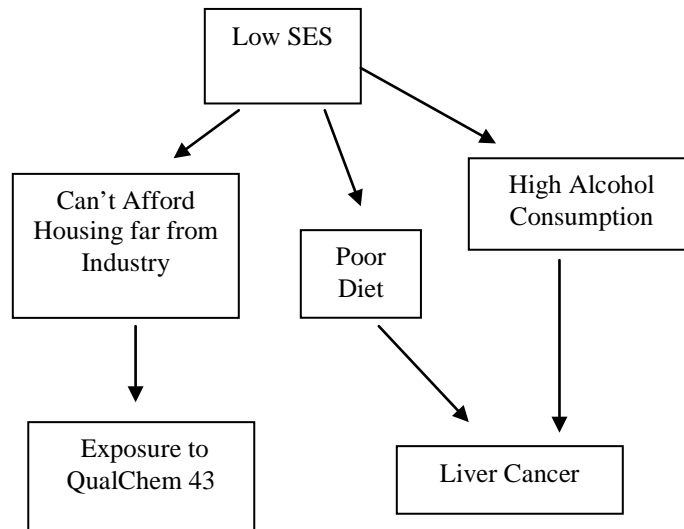 Low SES
Can’t Afford
Housing far from
Industry
High Alcohol
Consumption
Poor
Diet
Exposure to
QualChem 43
Liver Cancer